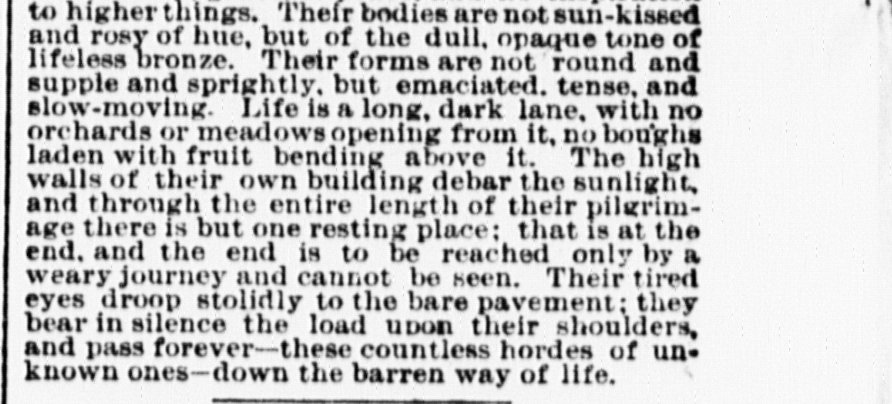 to higher things. Their bodies are not sun-kissed
and rosy of hue, but of the dull, opaque tone of
lifeless bronze. Their forms are not round and
supple and sprightly, but emaciated, tense, and
slow-moving. Life is a long, dark lane, with no
orchards or meadows opening from it, no boughs
laden with fruit bending above it. The high
walls of their own building debar the sunlight,
and through the entire length of their pilgrim-
age there is but one resting place; that is at the
end, and the end is to be reached only by a
weary journey and cannot be seen. Their tired
eyes droop stolidly to the bare pavement; they
bear in silence the load upon their shoulders,
and pass forever—these countless hordes of un-
known ones—down the barren way of life.